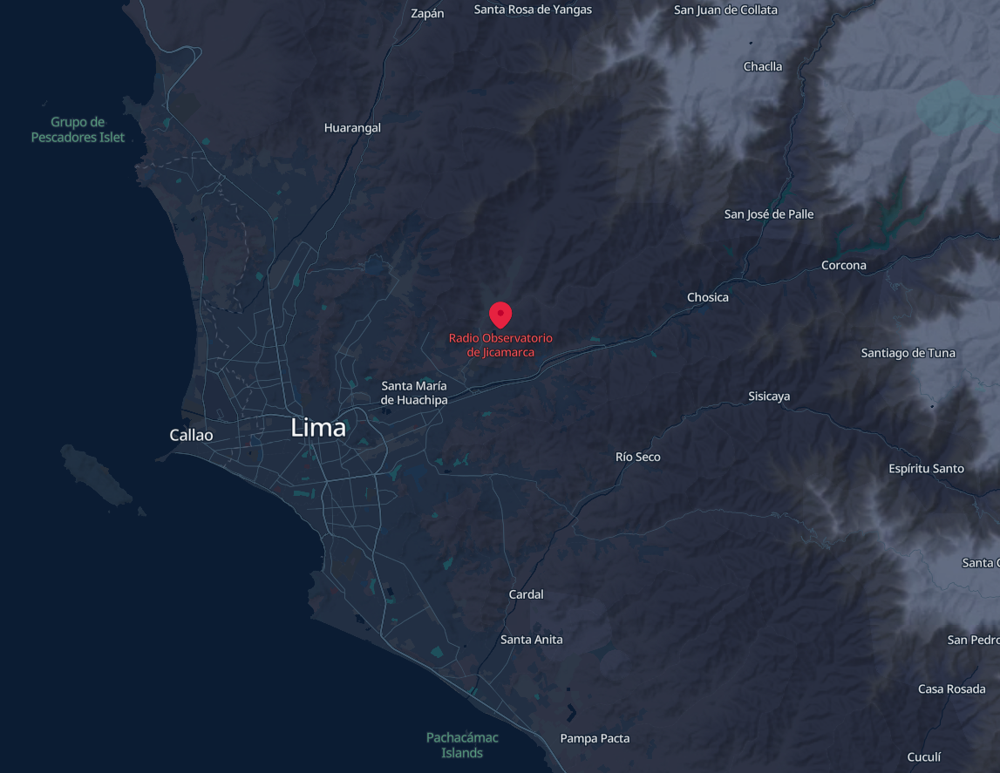 Zapán
Santa Rosa de Yangas
San Juan de Collata
Chaclla
Grupo de
Pescadores Islet
Huarangal
San José de Palle
Corcona
Chosica
Radio Observatorio
de Jicamarca
Santiago de Tuna
Santa María
de Huachipa
Sisicaya
Lima
Callao
Río Seco
Espíritu Santo
Santa
Cardal
Santa Anita
San Pedro
Casa Rosada
Pachacámac
Islands
Pampa Pacta
Cuculí